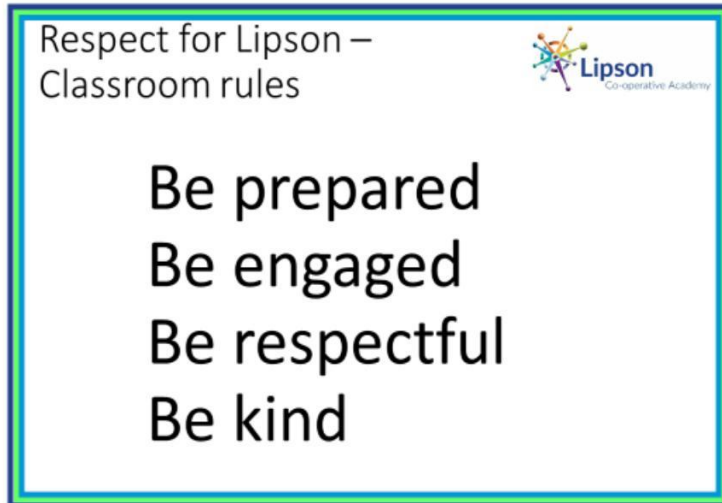 Respect for Lipson –
Classroom rules
Lipson
Co-operative Academy
Be prepared
Be engaged
Be respectful
Be kind